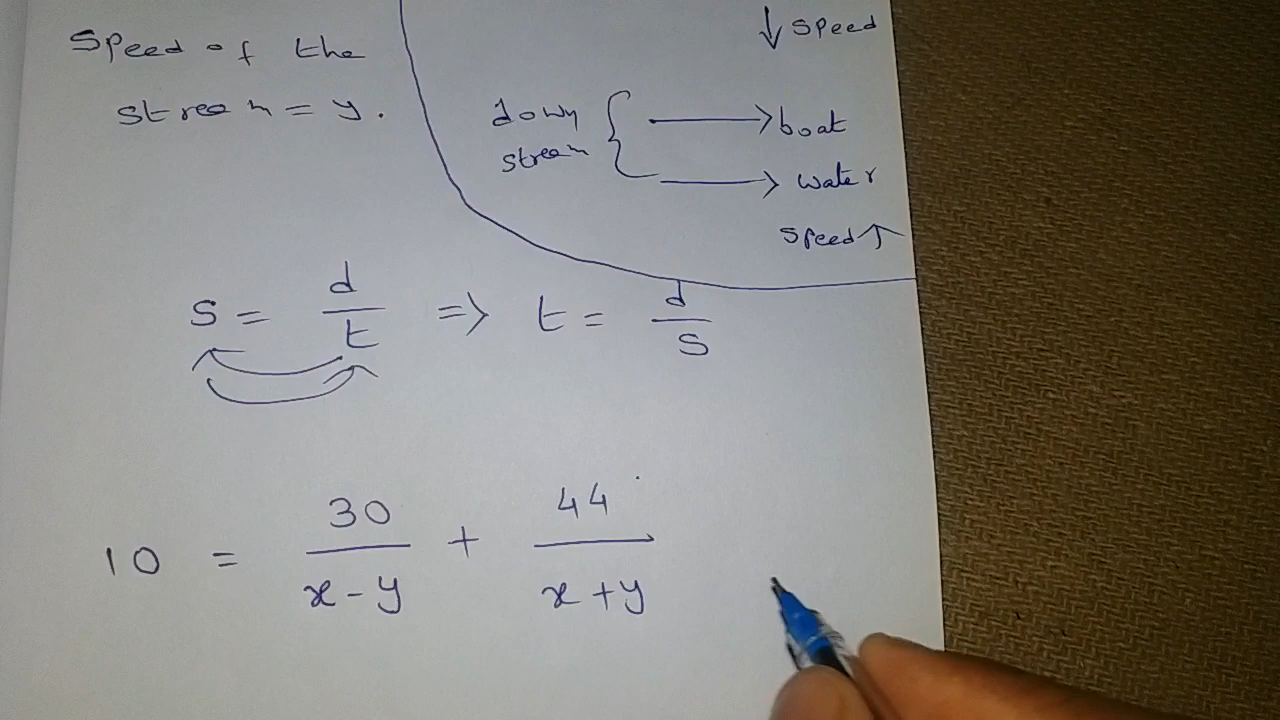 Speed of the
stream = y.
↓ speed
down
stream
boat
water
speed ↑
s = d/t => t = d/s
10 = 30/(x-y) + 44/(x+y)